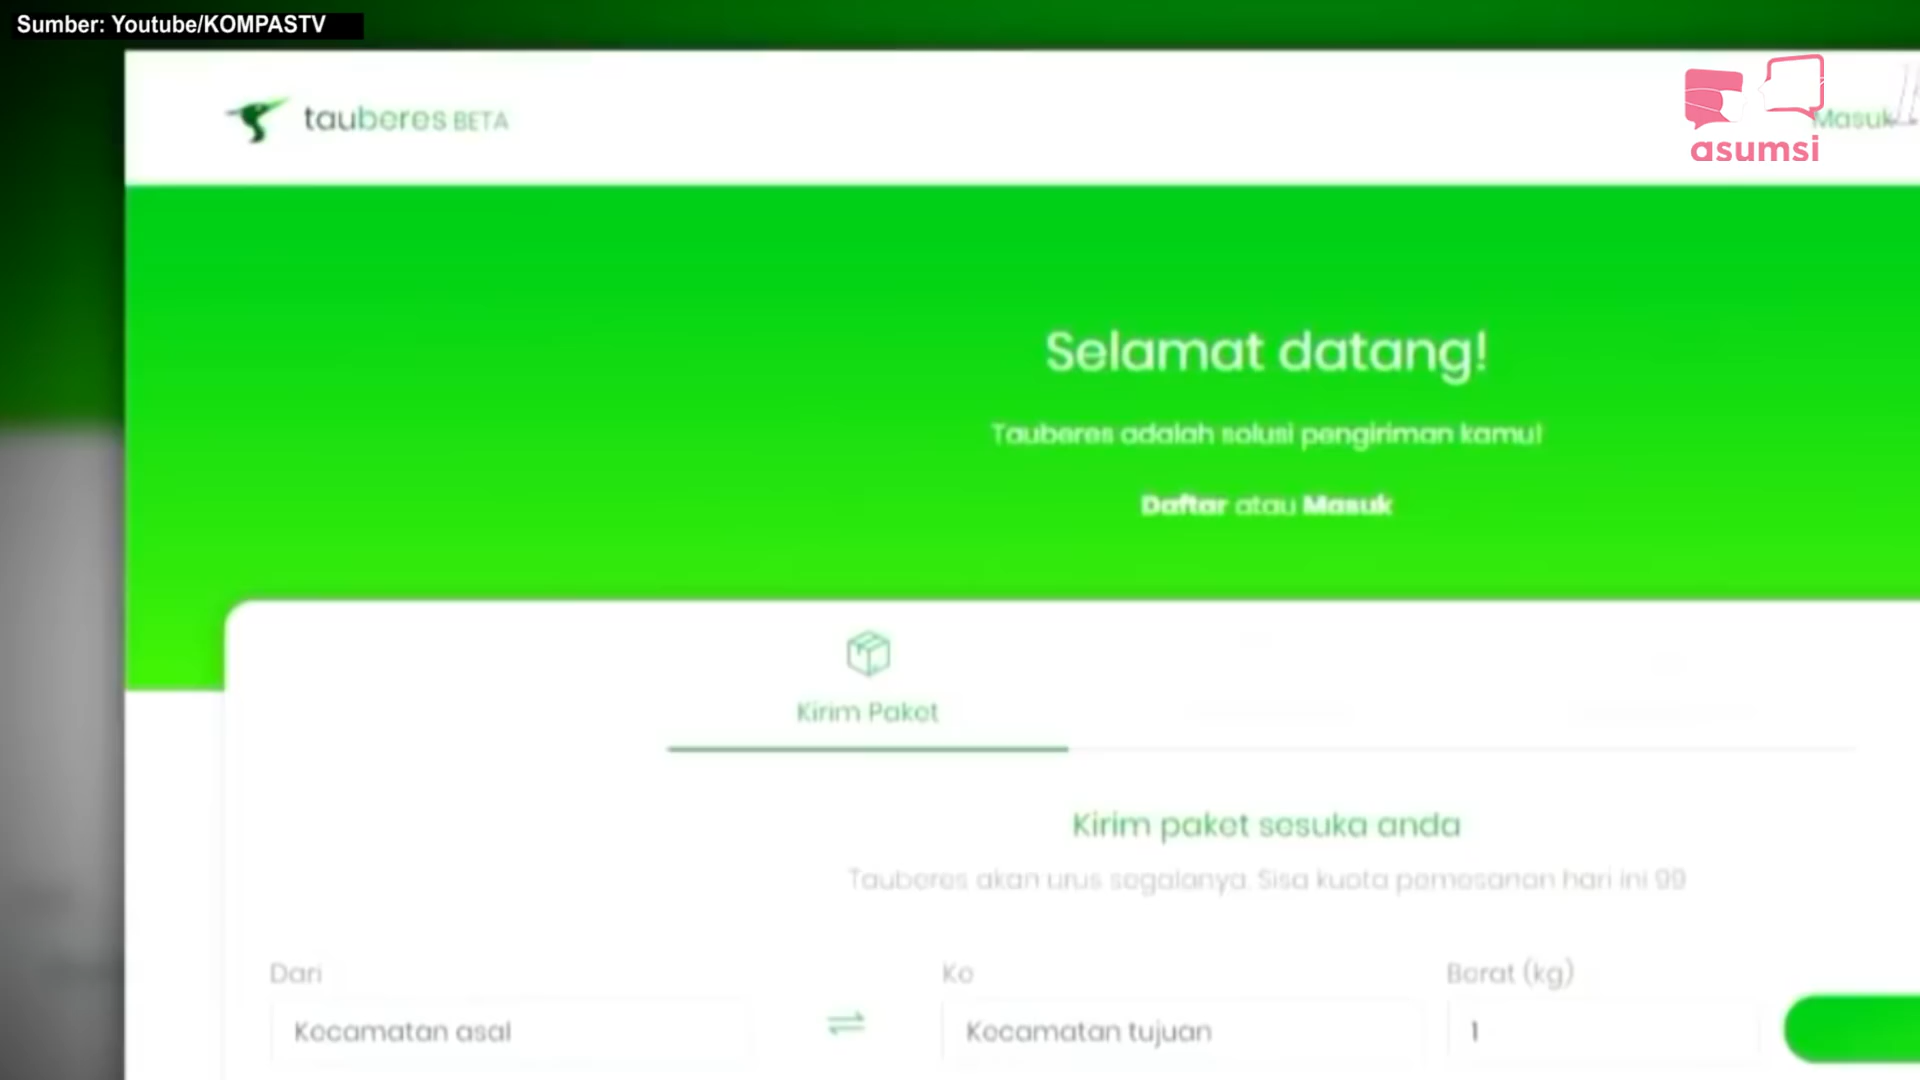 Sumber: Youtube/KOMPASTV
tauberes BETA
Masuk
asumsi
Selamat datang!
Tauberes adalah solusi pengiriman kamu!
Daftar atau Masuk
Kirim Paket
Kirim paket sesuka anda
Tauberes akan urus segalanya. Sisa kuota pemesanan hari ini 99
Dari
Ke
Berat (kg)
Kecamatan asal
Kecamatan tujuan
1